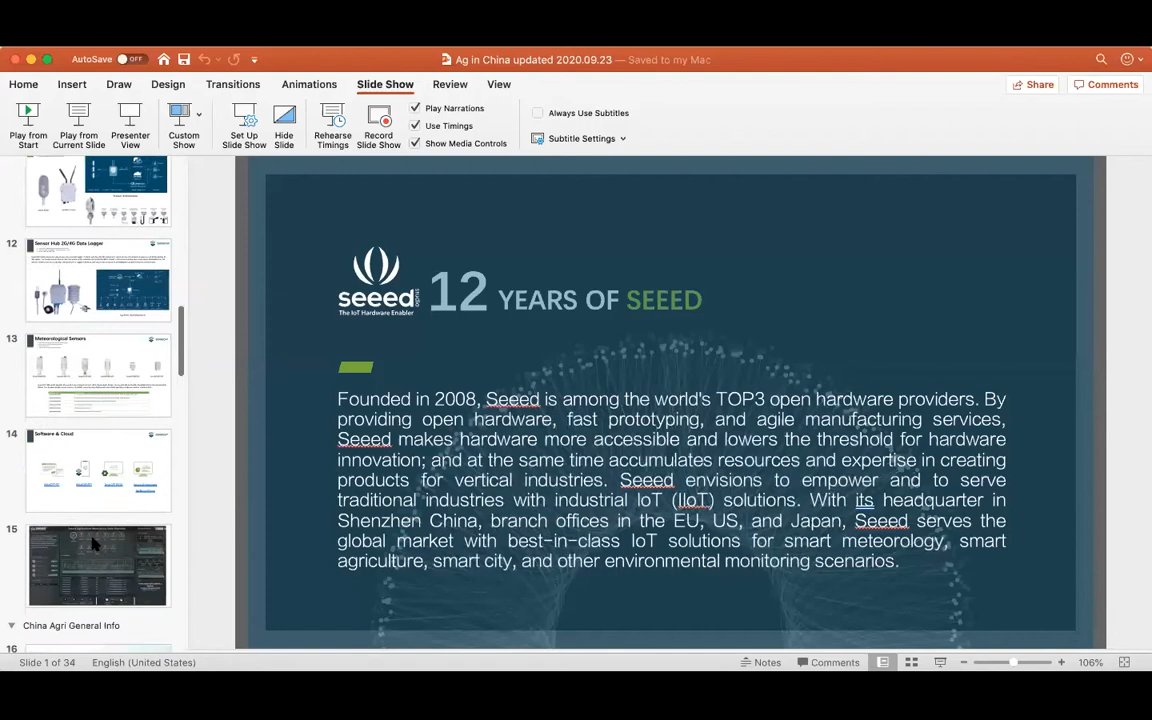 AutoSave OFF
Ag in China updated 2020.09.23 — Saved to my Mac
Home Insert Draw Design Transitions Animations Slide Show Review View
Share Comments
Play from Start
Play from Current Slide
Presenter View
Custom Show
Set Up Slide Show
Hide Slide
Rehearse Timings
Record Slide Show
Play Narrations
Use Timings
Show Media Controls
Always Use Subtitles
Subtitle Settings
12
Sensor Hub 2G/4G Data Logger
13
Meteorological Sensors
14
Software & Cloud
15
China Agri General Info
16
seeed studio
The IoT Hardware Enabler
12 YEARS OF SEEED
Founded in 2008, Seeed is among the world's TOP3 open hardware providers. By
providing open hardware, fast prototyping, and agile manufacturing services,
Seeed makes hardware more accessible and lowers the threshold for hardware
innovation; and at the same time accumulates resources and expertise in creating
products for vertical industries. Seeed envisions to empower and to serve
traditional industries with industrial IoT (IIoT) solutions. With its headquarter in
Shenzhen China, branch offices in the EU, US, and Japan, Seeed serves the
global market with best-in-class IoT solutions for smart meteorology, smart
agriculture, smart city, and other environmental monitoring scenarios.
Slide 1 of 34 English (United States)
Notes Comments 106%